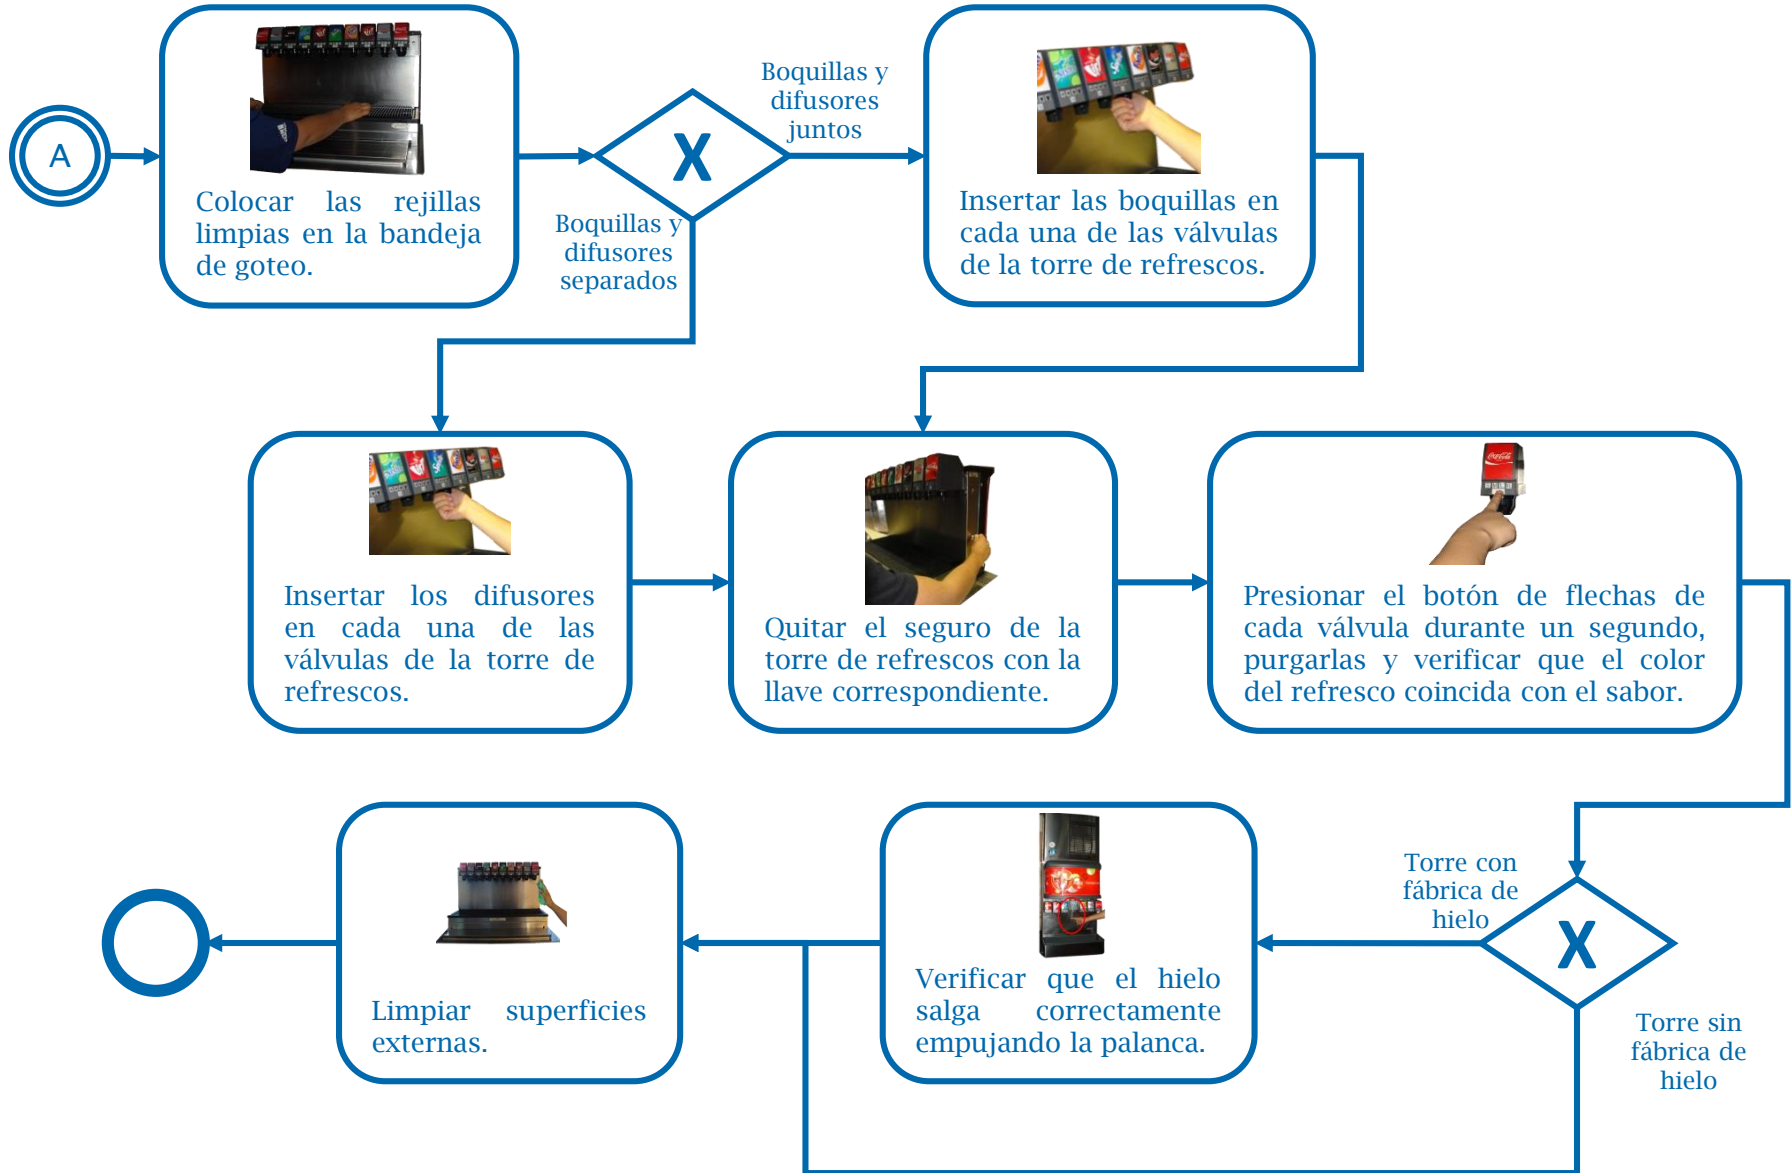 A
Colocar las rejillas
limpias en la bandeja
de goteo.
X
Boquillas y
difusores
juntos
Boquillas y
difusores
separados
Insertar las boquillas en
cada una de las válvulas
de la torre de refrescos.
Insertar los difusores
en cada una de las
válvulas de la torre de
refrescos.
Quitar el seguro de la
torre de refrescos con la
llave correspondiente.
Coca-Cola
Presionar el botón de flechas de
cada válvula durante un segundo,
purgarlas y verificar que el color
del refresco coincida con el sabor.
X
Torre con
fábrica de
hielo
Torre sin
fábrica de
hielo
Verificar que el hielo
salga correctamente
empujando la palanca.
Limpiar superficies
externas.